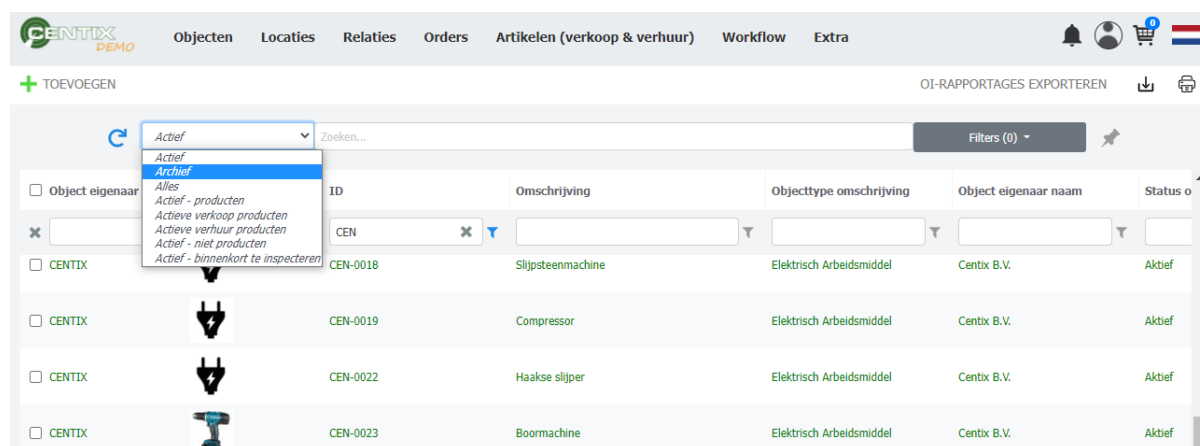 CENTIX
DEMO
Objecten Locaties Relaties Orders Artikelen (verkoop & verhuur) Workflow Extra 0
TOEVOEGEN OI-RAPPORTAGES EXPORTEREN
Actief Zoeken... Filters (0)
Actief
Archief
Alles
Actief - producten
Actieve verkoop producten
Actieve verhuur producten
Actief - niet producten
Actief - binnenkort te inspecteren
Object eigenaar ID Omschrijving Objecttype omschrijving Object eigenaar naam Status o
CEN
CENTIX CEN-0018 Slijpsteenmachine Elektrisch Arbeidsmiddel Centix B.V. Aktief
CENTIX CEN-0019 Compressor Elektrisch Arbeidsmiddel Centix B.V. Aktief
CENTIX CEN-0022 Haakse slijper Elektrisch Arbeidsmiddel Centix B.V. Aktief
CENTIX CEN-0023 Boormachine Elektrisch Arbeidsmiddel Centix B.V. Aktief